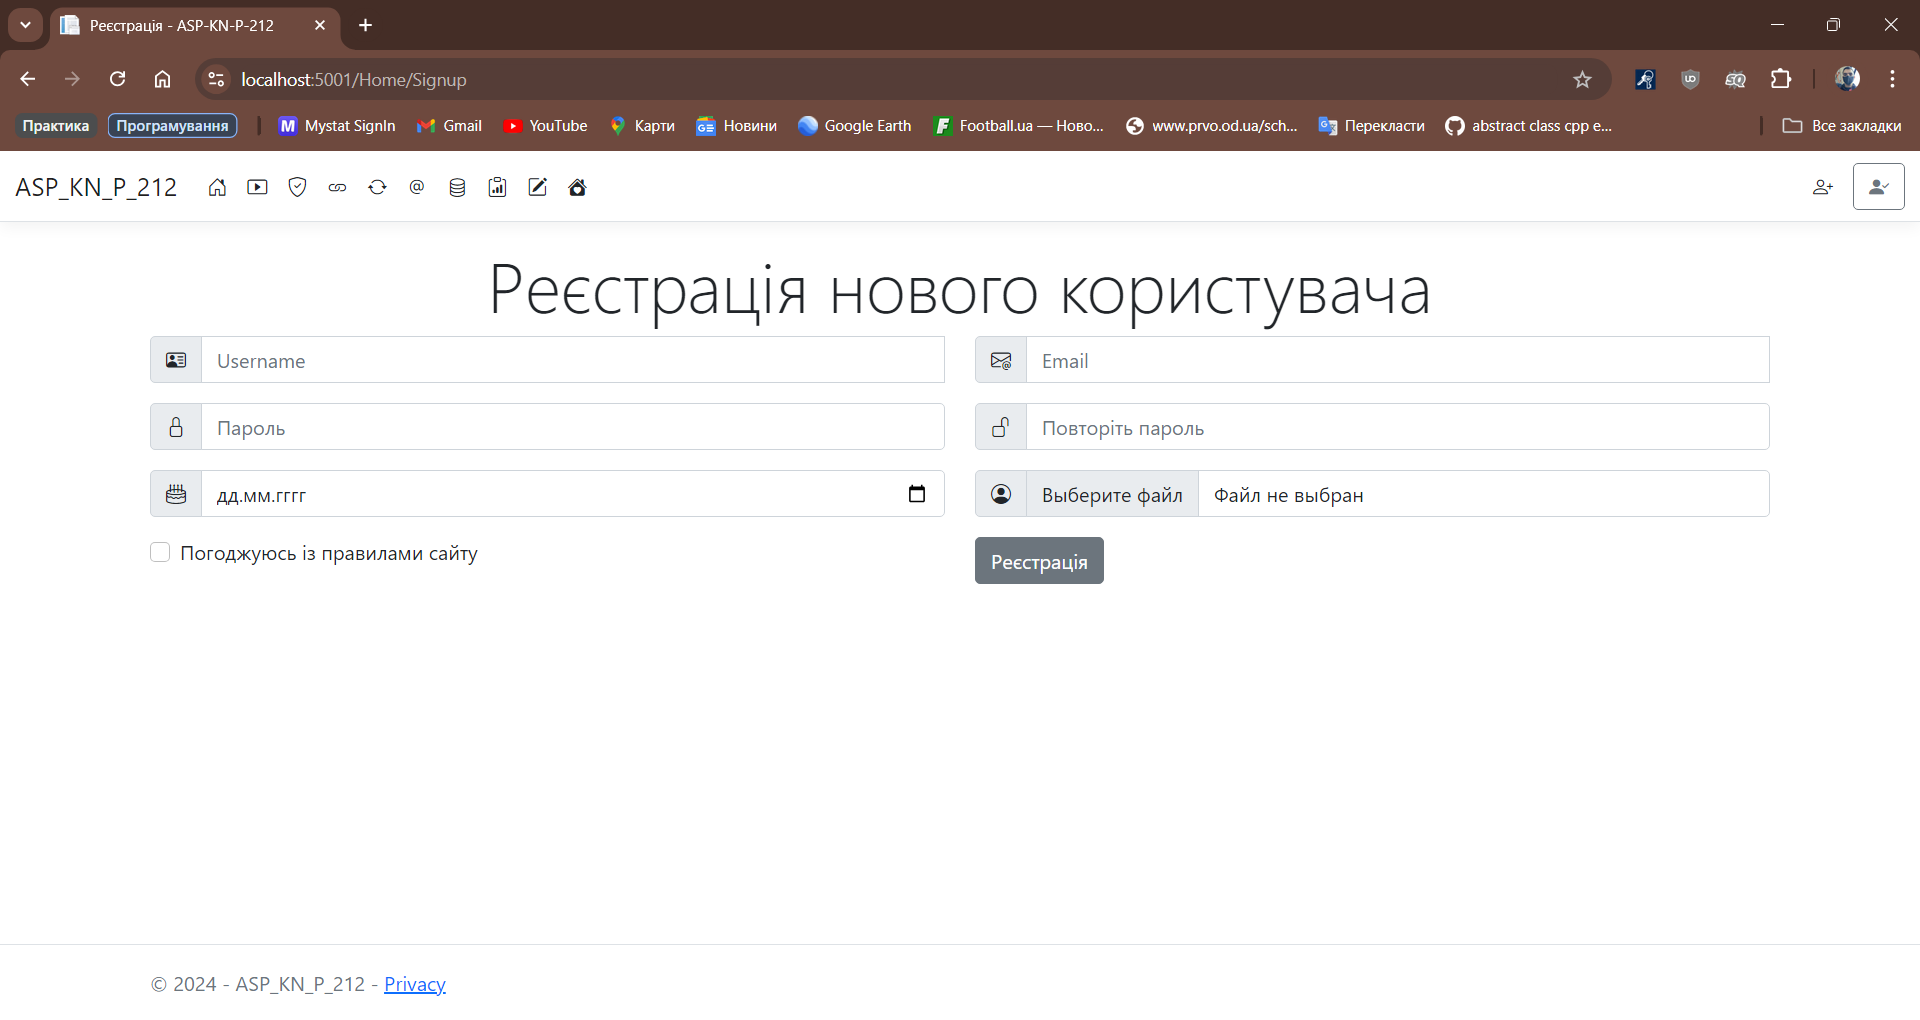 Реєстрація - ASP-KN-P-212
localhost:5001/Home/Signup
Практика Програмування Mystat SignIn Gmail YouTube Карти Новини Google Earth Football.ua — Ново... www.prvo.od.ua/sch... Перекласти abstract class cpp e... Все закладки
ASP_KN_P_212
Реєстрація нового користувача
Username Email
Пароль Повторіть пароль
дд.мм.гггг Выберите файл Файл не выбран
Погоджуюсь із правилами сайту Реєстрація
© 2024 - ASP_KN_P_212 - Privacy